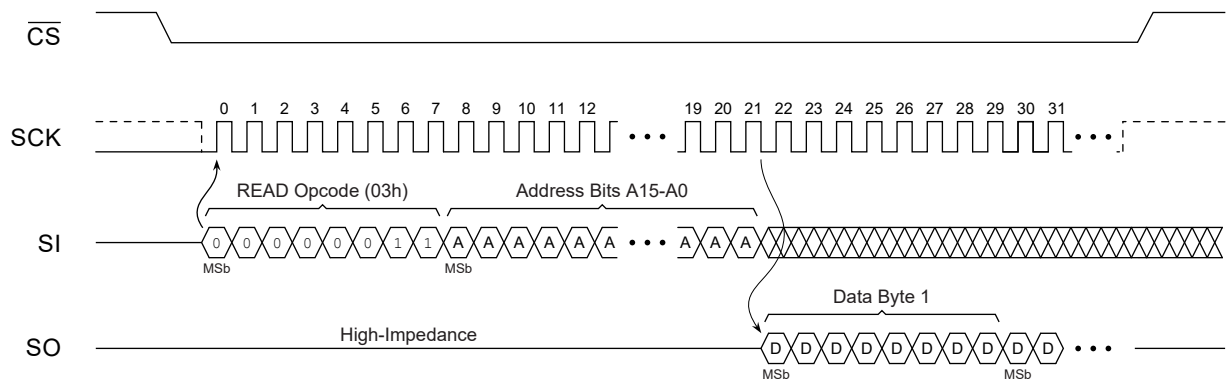 CS
0 1 2 3 4 5 6 7 8 9 10 11 12 19 20 21 22 23 24 25 26 27 28 29 30 31
SCK
READ Opcode (03h) Address Bits A15-A0
SI 0 0 0 0 0 0 1 1 A A A A A A A A A
MSb MSb
Data Byte 1
High-Impedance
SO D D D D D D D D D D
MSb MSb